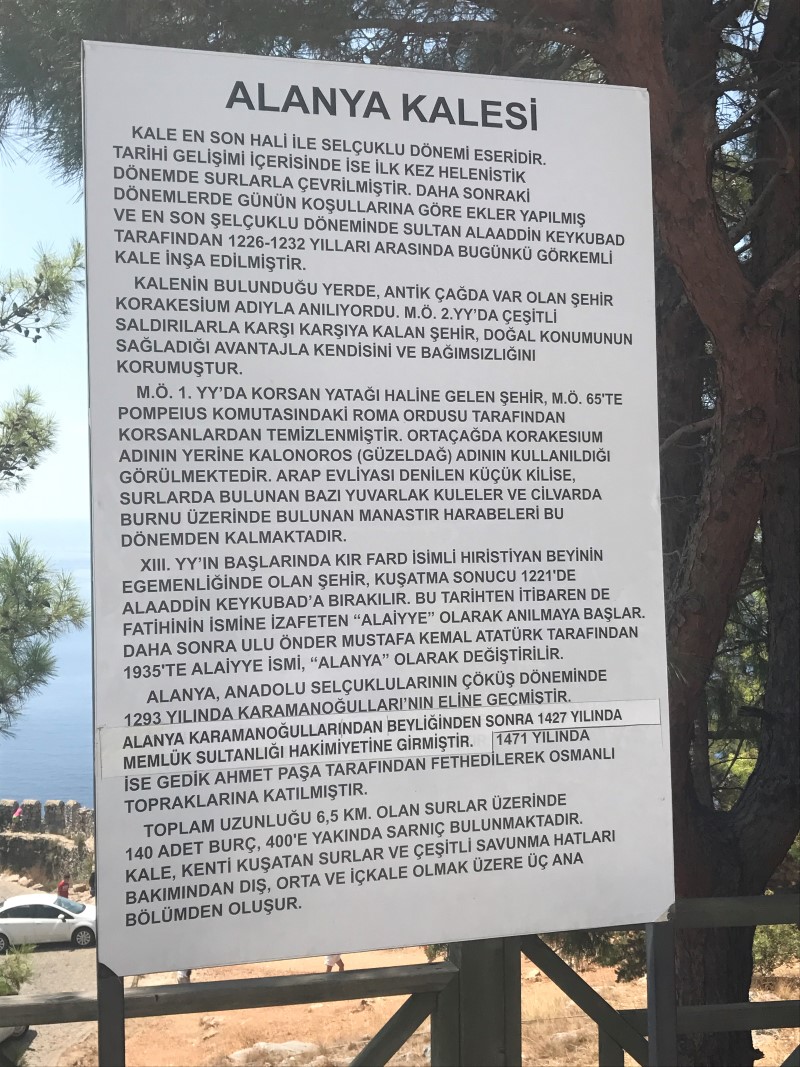 ALANYA KALESİ
KALE EN SON HALİ İLE SELÇUKLU DÖNEMİ ESERİDİR.
TARİHİ GELİŞİMİ İÇERİSİNDE İSE İLK KEZ HELENİSTİK
DÖNEMDE SURLARLA ÇEVRİLMİŞTİR. DAHA SONRAKİ
DÖNEMLERDE GÜNÜN KOŞULLARINA GÖRE EKLER YAPILMIŞ
VE EN SON ŞELÇUKLU DÖNEMİNDE SULTAN ALAADDİN KEYKUBAD
TARAFINDAN 1226-1232 YILLARI ARASINDA BUGÜNKÜ GÖRKEMLİ
KALE İNŞA EDİLMİŞTİR.
KALENİN BULUNDUĞU YERDE, ANTİK ÇAĞDA VAR OLAN ŞEHİR
KORAKESİUM ADIYLA ANILIYORDU. M.Ö. 2.YY'DA ÇEŞİTLİ
SALDIRILARLA KARŞI KARŞIYA KALAN ŞEHİR, DOĞAL KONUMUNUN
SAĞLADIĞI AVANTAJLA KENDİSİNİ VE BAĞIMSIZLIĞINI
KORUMUŞTUR.
M.Ö. 1. YY'DA KORSAN YATAĞI HALİNE GELEN ŞEHİR, M.Ö. 65'TE
POMPEIUS KOMUTASINDAKİ ROMA ORDUSU TARAFINDAN
KORSANLARDAN TEMİZLENMİŞTİR. ORTAÇAĞDA KORAKESIUM
ADININ YERİNE KALONOROS (GÜZELDAĞ) ADININ KULLANILDIĞI
GÖRÜLMEKTEDİR. ARAP EVLİYASI DENİLEN KÜÇÜK KİLİSE,
SURLARDA BULUNAN BAZI YUVARLAK KULELER VE CİLVARDA
BURNU ÜZERİNDE BULUNAN MANASTIR HARABELERİ BU
DÖNEMDEN KALMAKTADIR.
XIII. YY'IN BAŞLARINDA KIR FARD İSİMLİ HIRİSTİYAN BEYİNİN
EGEMENLİĞİNDE OLAN ŞEHİR, KUŞATMA SONUCU 1221'DE
ALAADDİN KEYKUBAD'A BIRAKILIR. BU TARİHTEN İTİBAREN DE
FATİHİNİN İSMİNE İZAFETEN "ALAİYYE" OLARAK ANILMAYA BAŞLAR.
DAHA SONRA ULU ÖNDER MUSTAFA KEMAL ATATÜRK TARAFINDAN
1935'TE ALAİYYE İSMİ, "ALANYA" OLARAK DEĞİŞTİRİLİR.
ALANYA, ANADOLU SELÇUKLULARININ ÇÖKÜŞ DÖNEMİNDE
1293 YILINDA KARAMANOĞULLARI'NIN ELİNE GEÇMİŞTİR.
ALANYA KARAMANOĞULLARINDAN BEYLİĞİNDEN SONRA 1427 YILINDA
MEMLÜK SULTANLIĞI HAKİMİYETİNE GİRMİŞTİR. 1471 YILINDA
İSE GEDİK AHMET PAŞA TARAFINDAN FETHEDİLEREK OSMANLI
TOPRAKLARINA KATILMIŞTIR.
TOPLAM UZUNLUĞU 6,5 KM. OLAN SURLAR ÜZERİNDE
140 ADET BURÇ, 400'E YAKINDA SARNIÇ BULUNMAKTADIR.
KALE, KENTİ KUŞATAN SURLAR VE ÇEŞİTLİ SAVUNMA HATLARI
BAKIMINDAN DIŞ, ORTA VE İÇKALE OLMAK ÜZERE ÜÇ ANA
BÖLÜMDEN OLUŞUR.